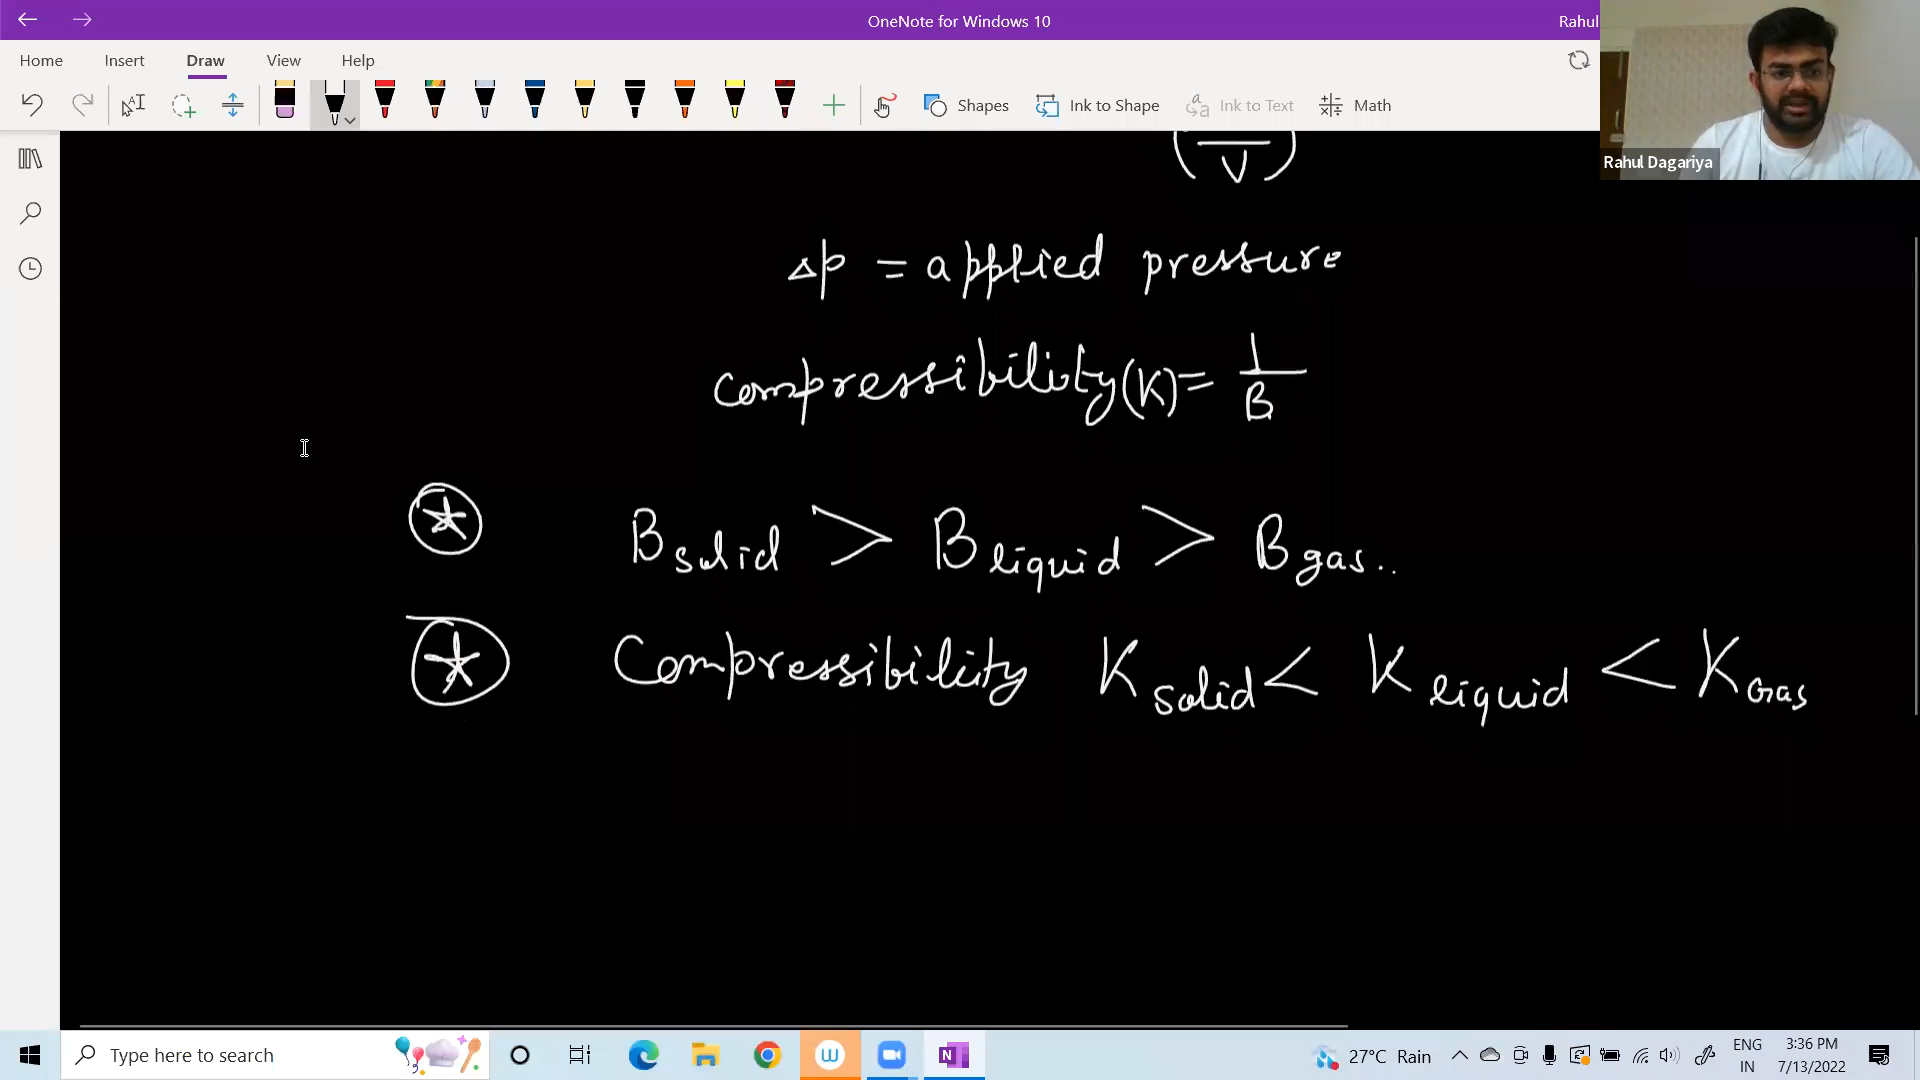 OneNote for Windows 10
Rahul
Home Insert Draw View Help
Shapes Ink to Shape Ink to Text Math
Rahul Dagariya
( — V )
Δp = applied pressure
compressibility (K) = 1/B
B solid > B liquid > B gas..
Compressibility K solid < K liquid < K Gas
Type here to search
27°C Rain
ENG
IN
3:36 PM
7/13/2022